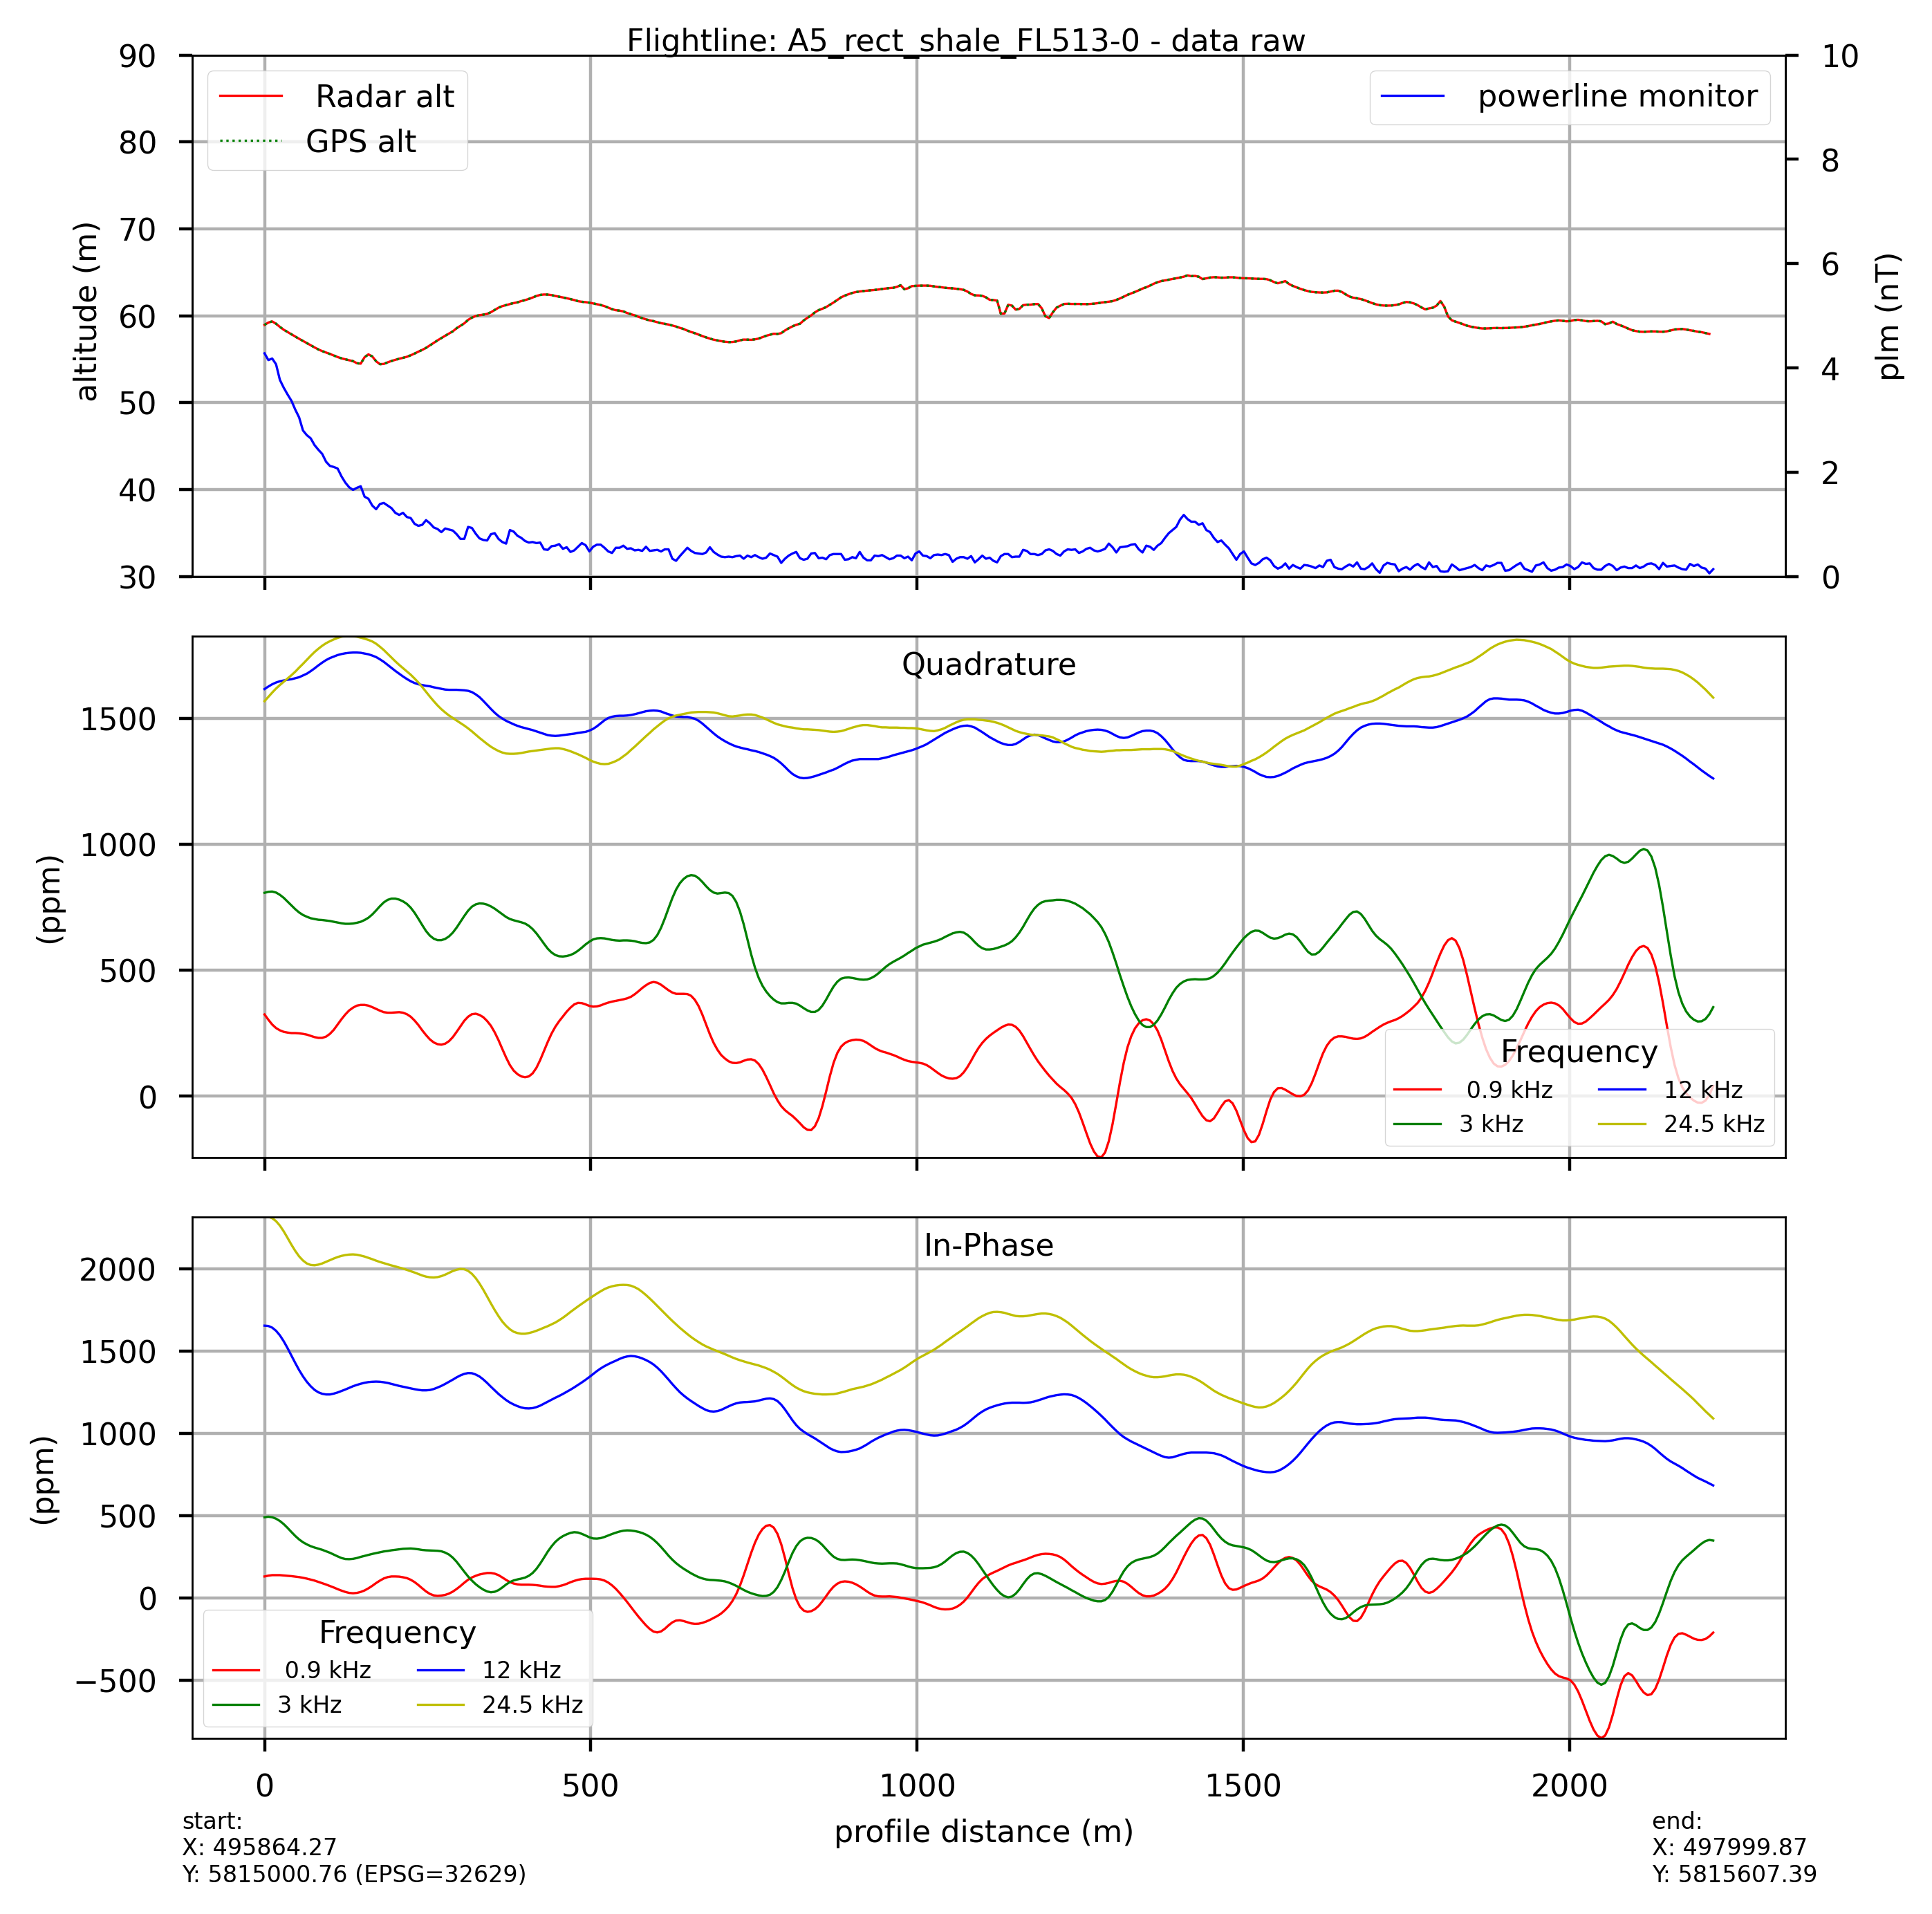 Flightline: A5_rect_shale_FL513-0 - data raw
90
80
70
60
50
40
30
altitude (m)
Radar alt
GPS alt
powerline monitor
10
8
6
4
2
0
plm (nT)
Quadrature
1500
1000
500
0
(ppm)
Frequency
0.9 kHz
3 kHz
12 kHz
24.5 kHz
In-Phase
2000
1500
1000
500
0
−500
(ppm)
Frequency
0.9 kHz
3 kHz
12 kHz
24.5 kHz
0 500 1000 1500 2000
profile distance (m)
start:
X: 495864.27
Y: 5815000.76 (EPSG=32629)
end:
X: 497999.87
Y: 5815607.39